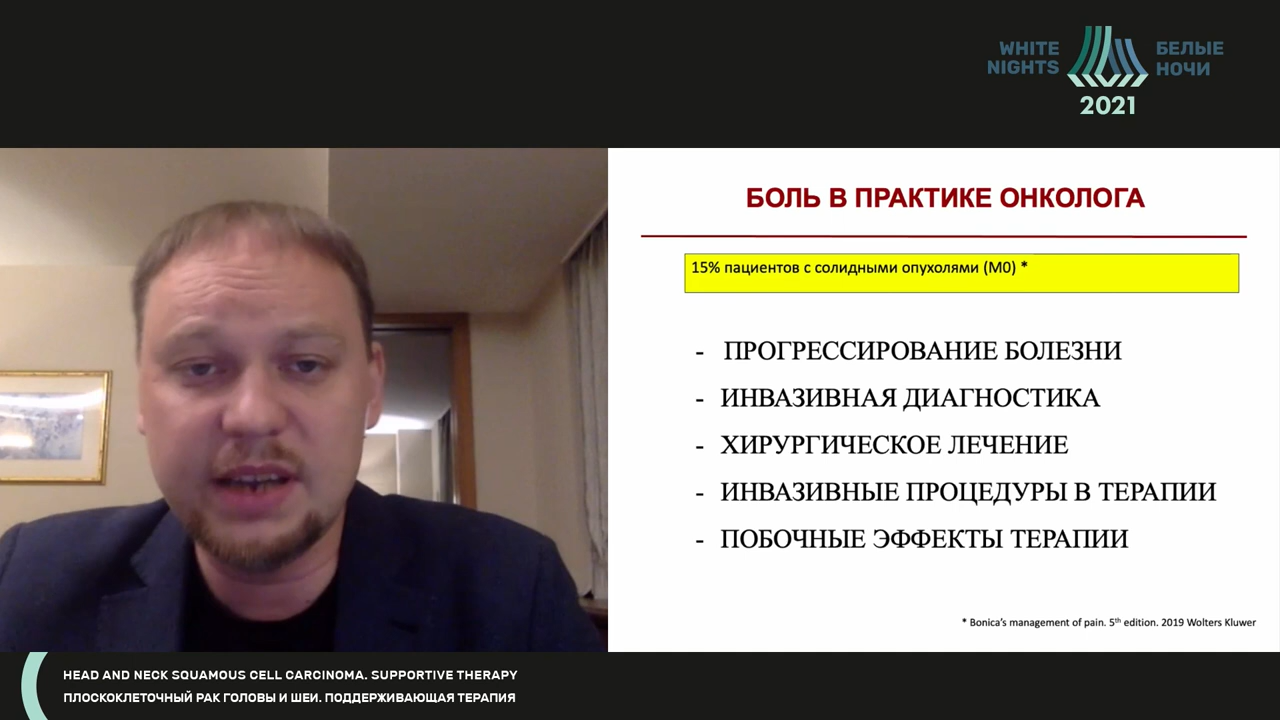 WHITE
NIGHTS
БЕЛЫЕ
НОЧИ
2021
БОЛЬ В ПРАКТИКЕ ОНКОЛОГА
15% пациентов с солидными опухолями (М0) *
- ПРОГРЕССИРОВАНИЕ БОЛЕЗНИ
- ИНВАЗИВНАЯ ДИАГНОСТИКА
- ХИРУРГИЧЕСКОЕ ЛЕЧЕНИЕ
- ИНВАЗИВНЫЕ ПРОЦЕДУРЫ В ТЕРАПИИ
- ПОБОЧНЫЕ ЭФФЕКТЫ ТЕРАПИИ
* Bonica's management of pain. 5th edition. 2019 Wolters Kluwer
HEAD AND NECK SQUAMOUS CELL CARCINOMA. SUPPORTIVE THERAPY
ПЛОСКОКЛЕТОЧНЫЙ РАК ГОЛОВЫ И ШЕИ. ПОДДЕРЖИВАЮЩАЯ ТЕРАПИЯ